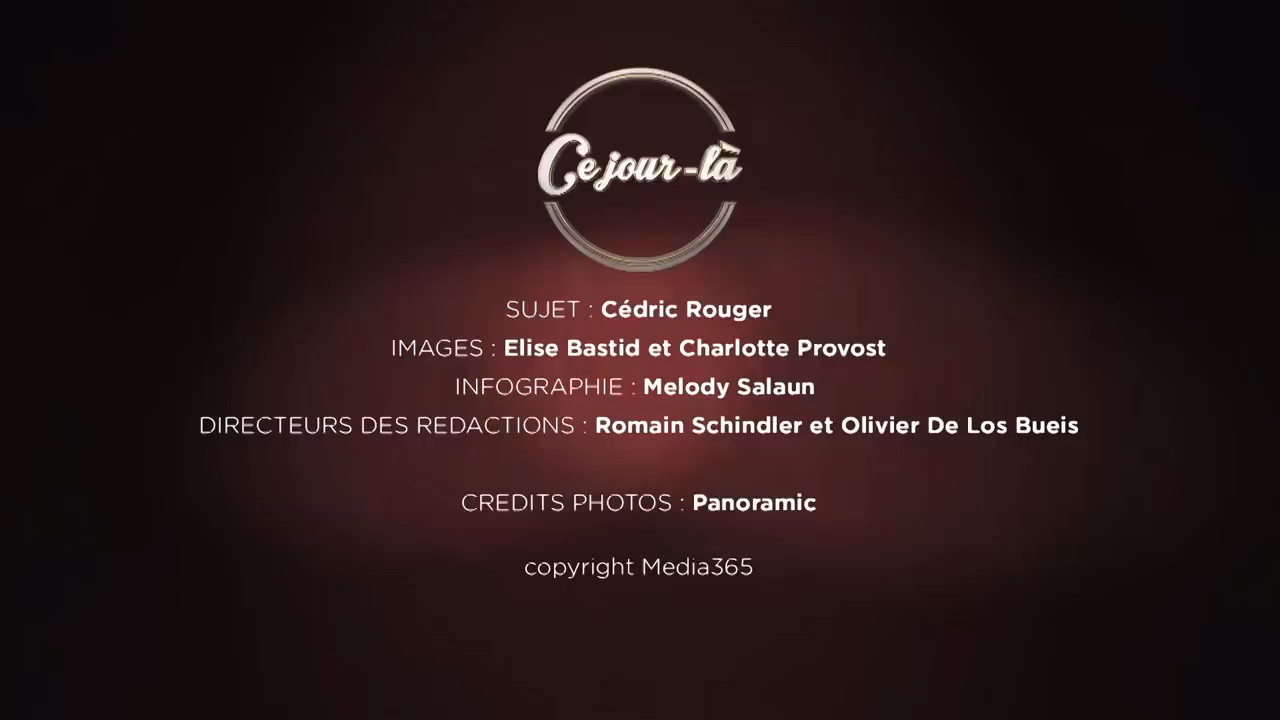 Ce jour-là
SUJET : Cédric Rouger
IMAGES : Elise Bastid et Charlotte Provost
INFOGRAPHIE : Melody Salaun
DIRECTEURS DES REDACTIONS : Romain Schindler et Olivier De Los Bueis
CREDITS PHOTOS : Panoramic
copyright Media365